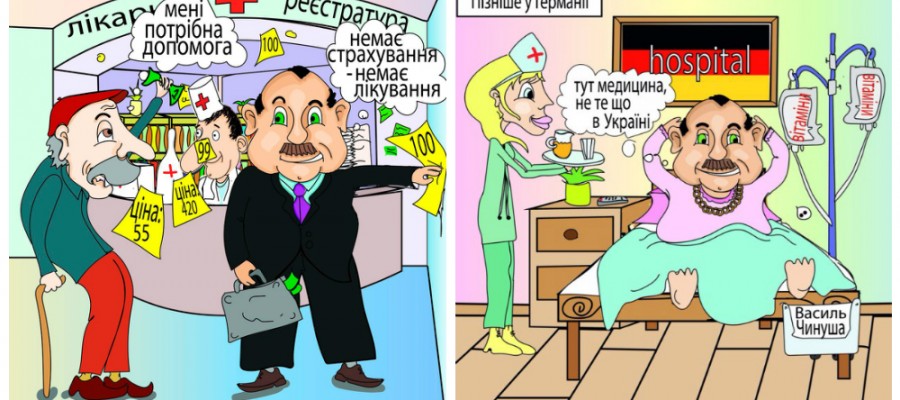 реєстратура
мені
потрібна
допомога
100
немає
страхування
-немає
лікування
99
100
ціна:
55
ціна:
420
Пізніше у Германії
hospital
тут медицина,
не те що
в Україні
вітаміни
вітаміни
Василь
Чинуша